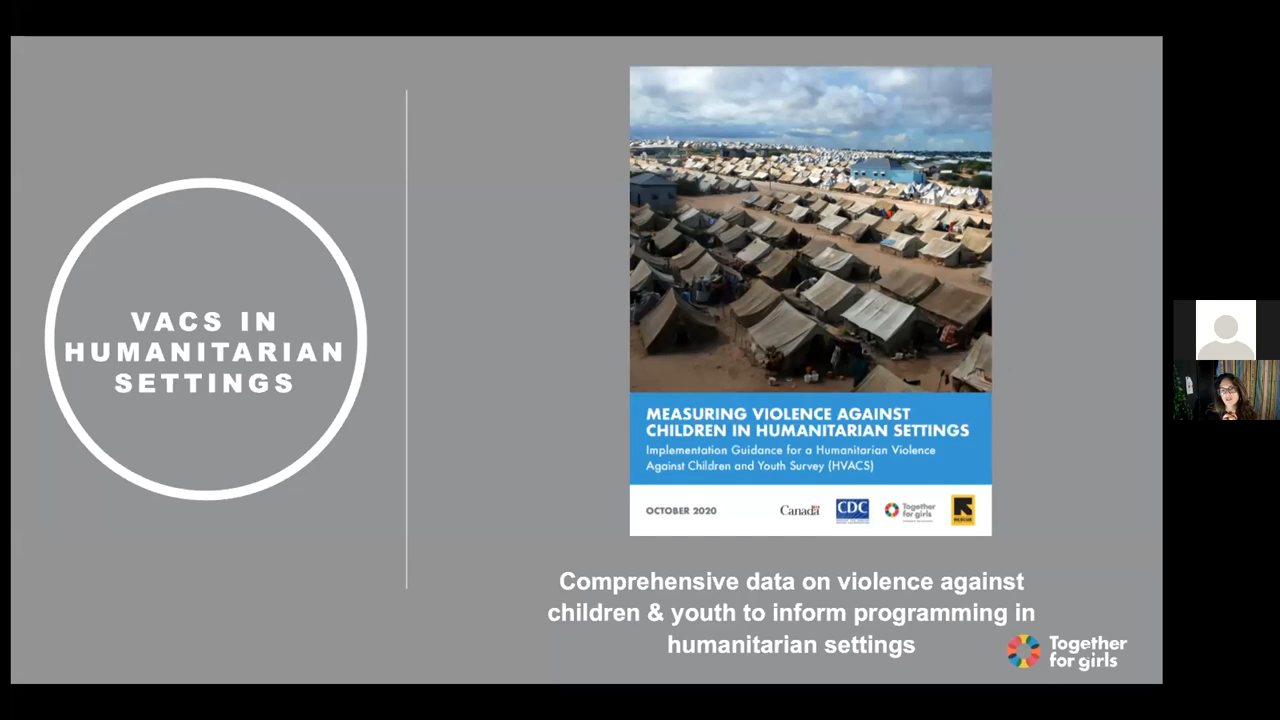 VACS IN
HUMANITARIAN
SETTINGS
MEASURING VIOLENCE AGAINST
CHILDREN IN HUMANITARIAN SETTINGS
Implementation Guidance for a Humanitarian Violence
Against Children and Youth Survey (HVACS)
OCTOBER 2020
Canada
CDC
Together
for girls
RESCUE
Comprehensive data on violence against
children & youth to inform programming in
humanitarian settings
Together
for girls